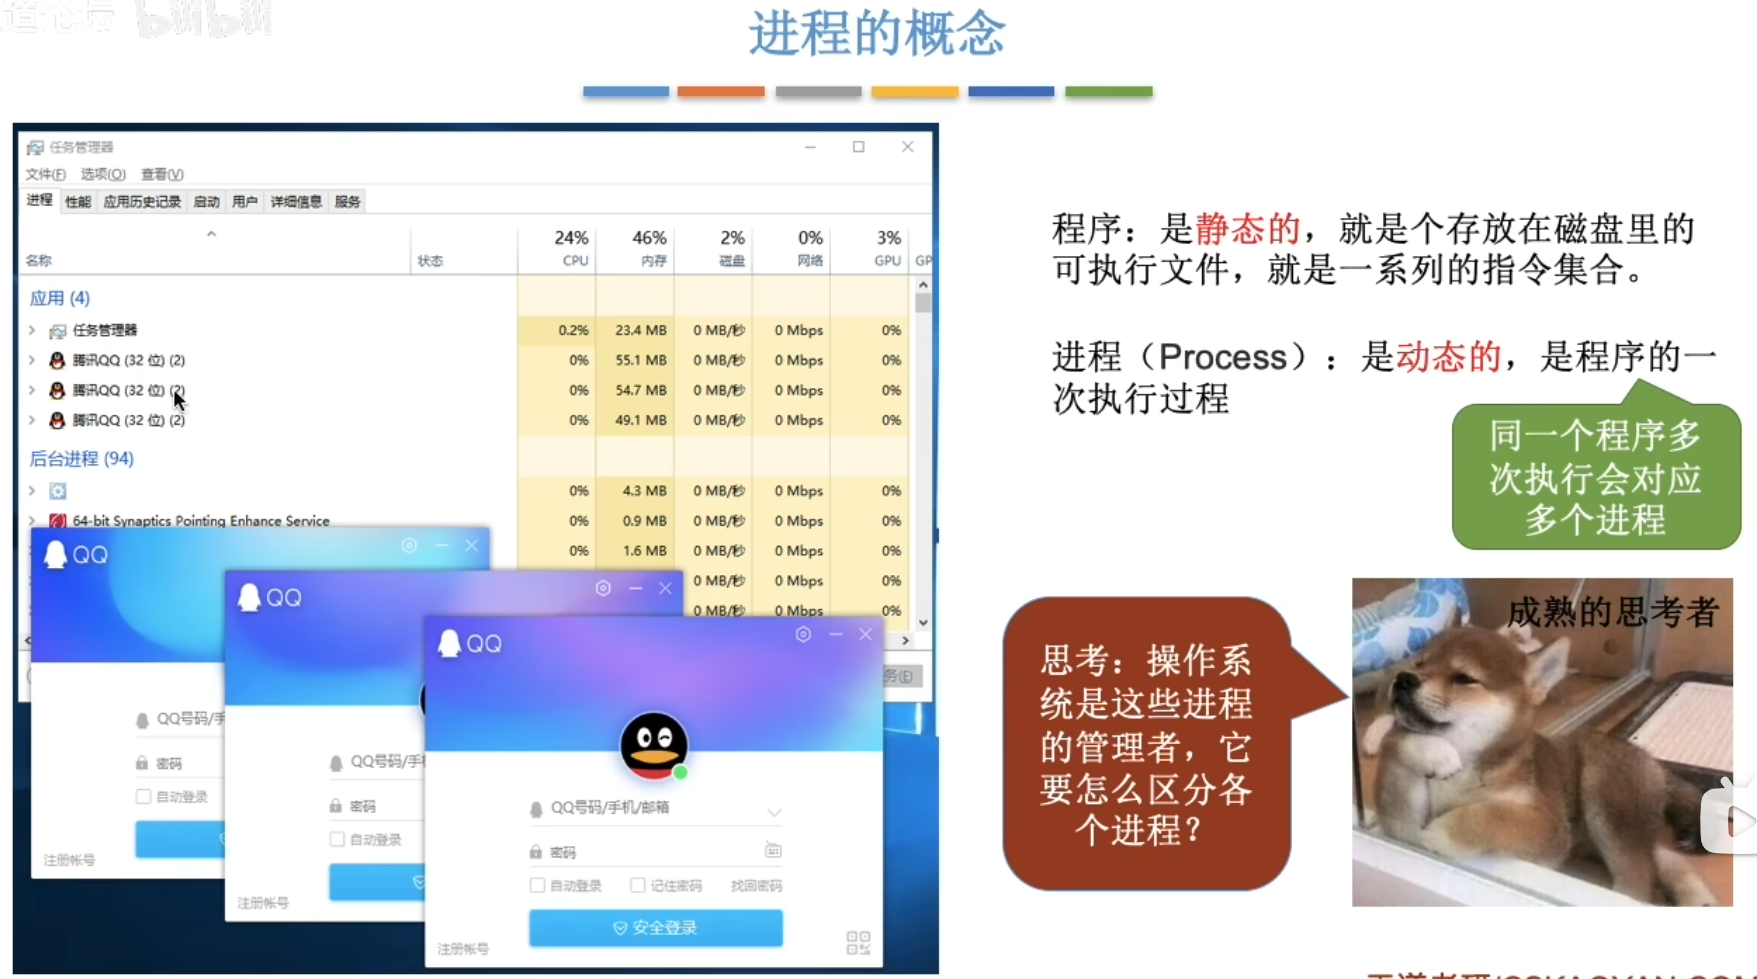 进程的概念
任务管理器
文件(F) 选项(O) 查看(V)
进程 性能 应用历史记录 启动 用户 详细信息 服务
24% 46% 2% 0% 3%
名称 状态 CPU 内存 磁盘 网络 GPU GP
应用 (4)
任务管理器 0.2% 23.4 MB 0 MB/秒 0 Mbps 0%
腾讯QQ (32 位) (2) 0% 55.1 MB 0 MB/秒 0 Mbps 0%
腾讯QQ (32 位) (2) 0% 54.7 MB 0 MB/秒 0 Mbps 0%
腾讯QQ (32 位) (2) 0% 49.1 MB 0 MB/秒 0 Mbps 0%
后台进程 (94)
0% 4.3 MB 0 MB/秒 0 Mbps 0%
64-bit Synaptics Pointing Enhance Service 0% 0.9 MB 0 MB/秒 0 Mbps 0%
0% 1.6 MB 0 MB/秒 0 Mbps 0%
0 MB/秒 0 Mbps 0%
0 MB/秒 0 Mbps 0%
务(E)
QQ
QQ号码/手
密码
自动登录
注册帐号
QQ
QQ号码/手机
密码
自动登录
注册帐号
QQ
QQ号码/手机/邮箱
密码
自动登录 记住密码 找回密码
安全登录
注册帐号
程序：是静态的，就是个存放在磁盘里的
可执行文件，就是一系列的指令集合。
进程（Process）：是动态的，是程序的一
次执行过程
同一个程序多
次执行会对应
多个进程
思考：操作系
统是这些进程
的管理者，它
要怎么区分各
个进程？
成熟的思考者